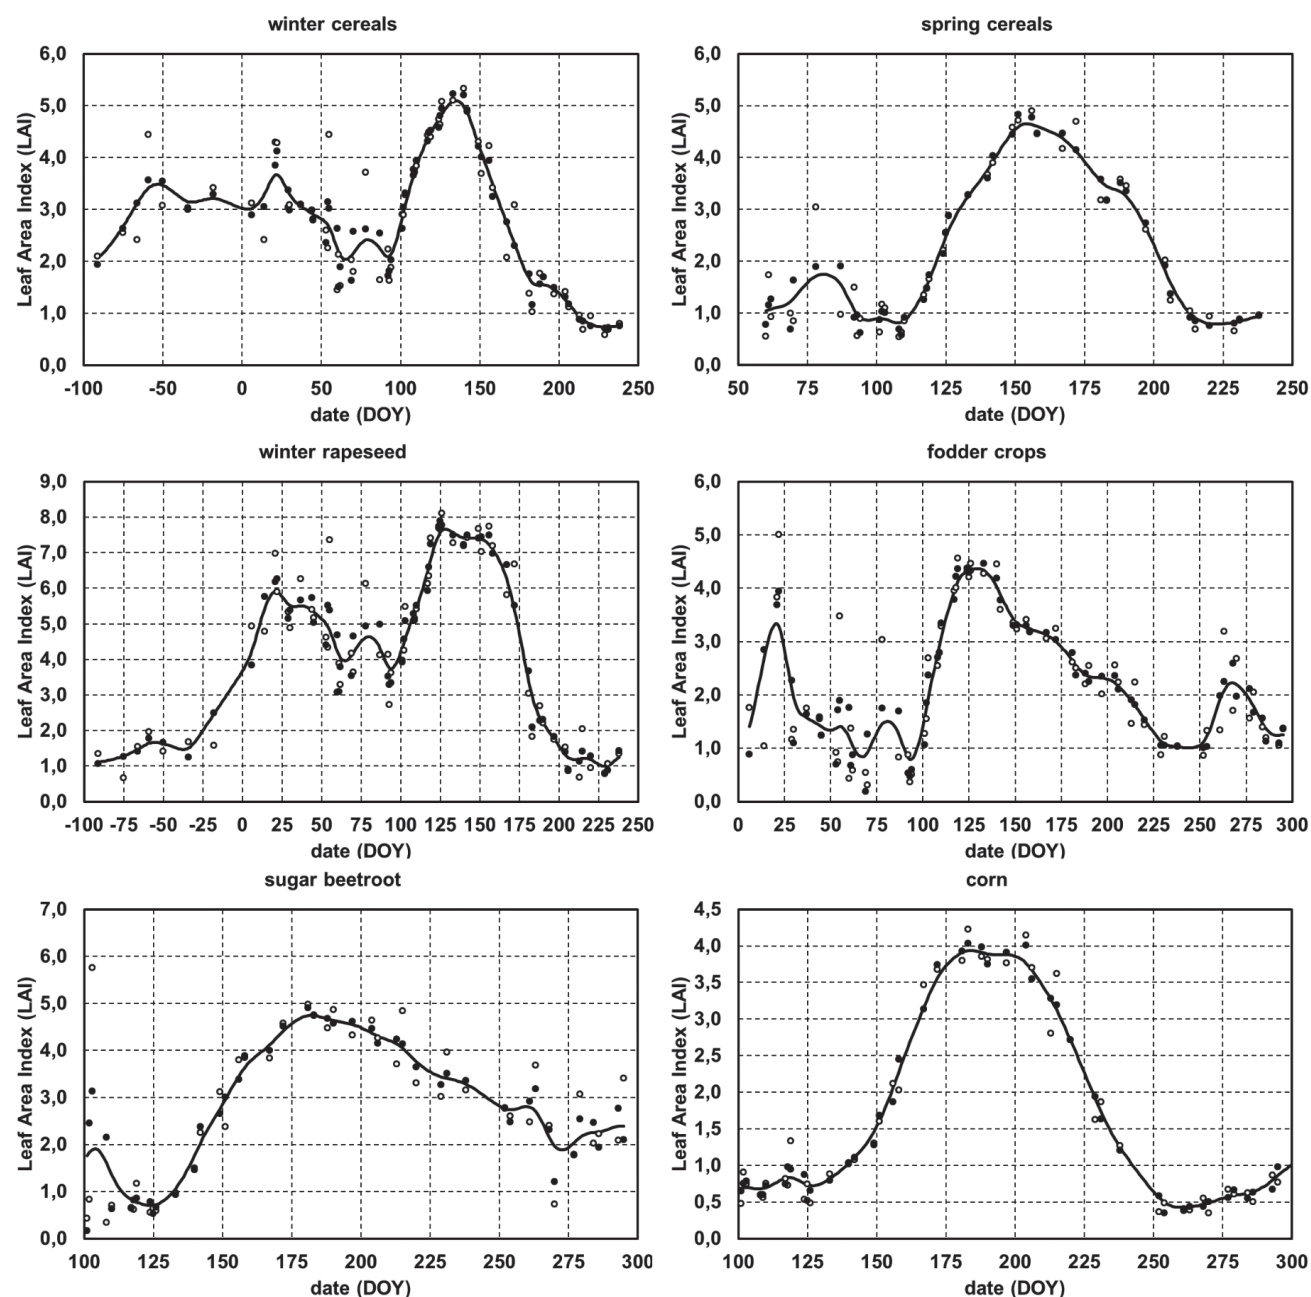 winter cereals
Leaf Area Index (LAI)
6,0
5,0
4,0
3,0
2,0
1,0
0,0
-100 -50 0 50 100 150 200 250
date (DOY)
spring cereals
Leaf Area Index (LAI)
6,0
5,0
4,0
3,0
2,0
1,0
0,0
50 75 100 125 150 175 200 225 250
date (DOY)
winter rapeseed
Leaf Area Index (LAI)
9,0
8,0
7,0
6,0
5,0
4,0
3,0
2,0
1,0
0,0
-100 -75 -50 -25 0 25 50 75 100 125 150 175 200 225 250
date (DOY)
fodder crops
Leaf Area Index (LAI)
6,0
5,0
4,0
3,0
2,0
1,0
0,0
0 25 50 75 100 125 150 175 200 225 250 275 300
date (DOY)
sugar beetroot
Leaf Area Index (LAI)
7,0
6,0
5,0
4,0
3,0
2,0
1,0
0,0
100 125 150 175 200 225 250 275 300
date (DOY)
corn
Leaf Area Index (LAI)
4,5
4,0
3,5
3,0
2,5
2,0
1,5
1,0
0,5
0,0
100 125 150 175 200 225 250 275 300
date (DOY)